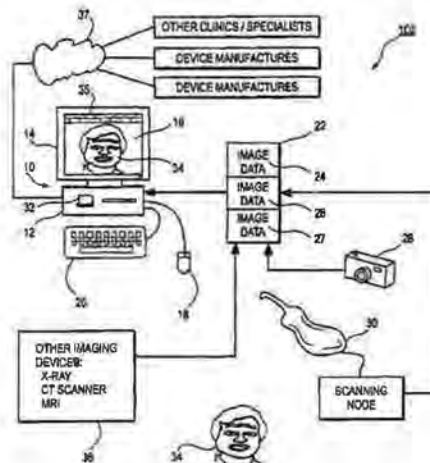 37
OTHER CLINICS / SPECIALISTS
DEVICE MANUFACTURES
DEVICE MANUFACTURES
35
14
16
22
34
10
IMAGE DATA
24
32
IMAGE DATA
26
12
IMAGE DATA
27
28
20
18
30
OTHER IMAGING
DEVICES:
X-RAY
CT SCANNER
MRI
SCANNING
NODE
36
34